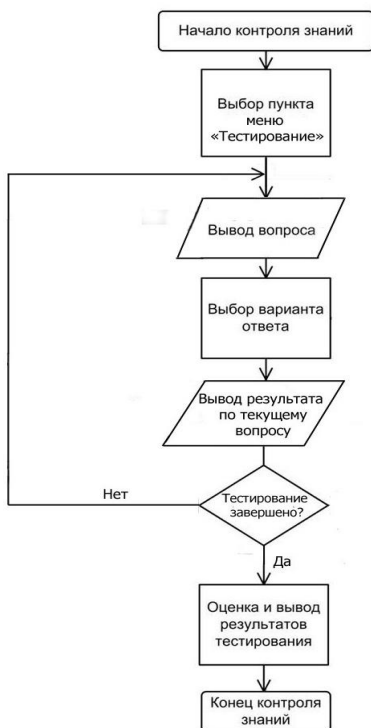 Начало контроля знаний
Выбор пункта
меню
«Тестирование»
Вывод вопроса
Выбор варианта
ответа
Вывод результата
по текущему
вопросу
Нет
Тестирование
завершено?
Да
Оценка и вывод
результатов
тестирования
Конец контроля
знаний